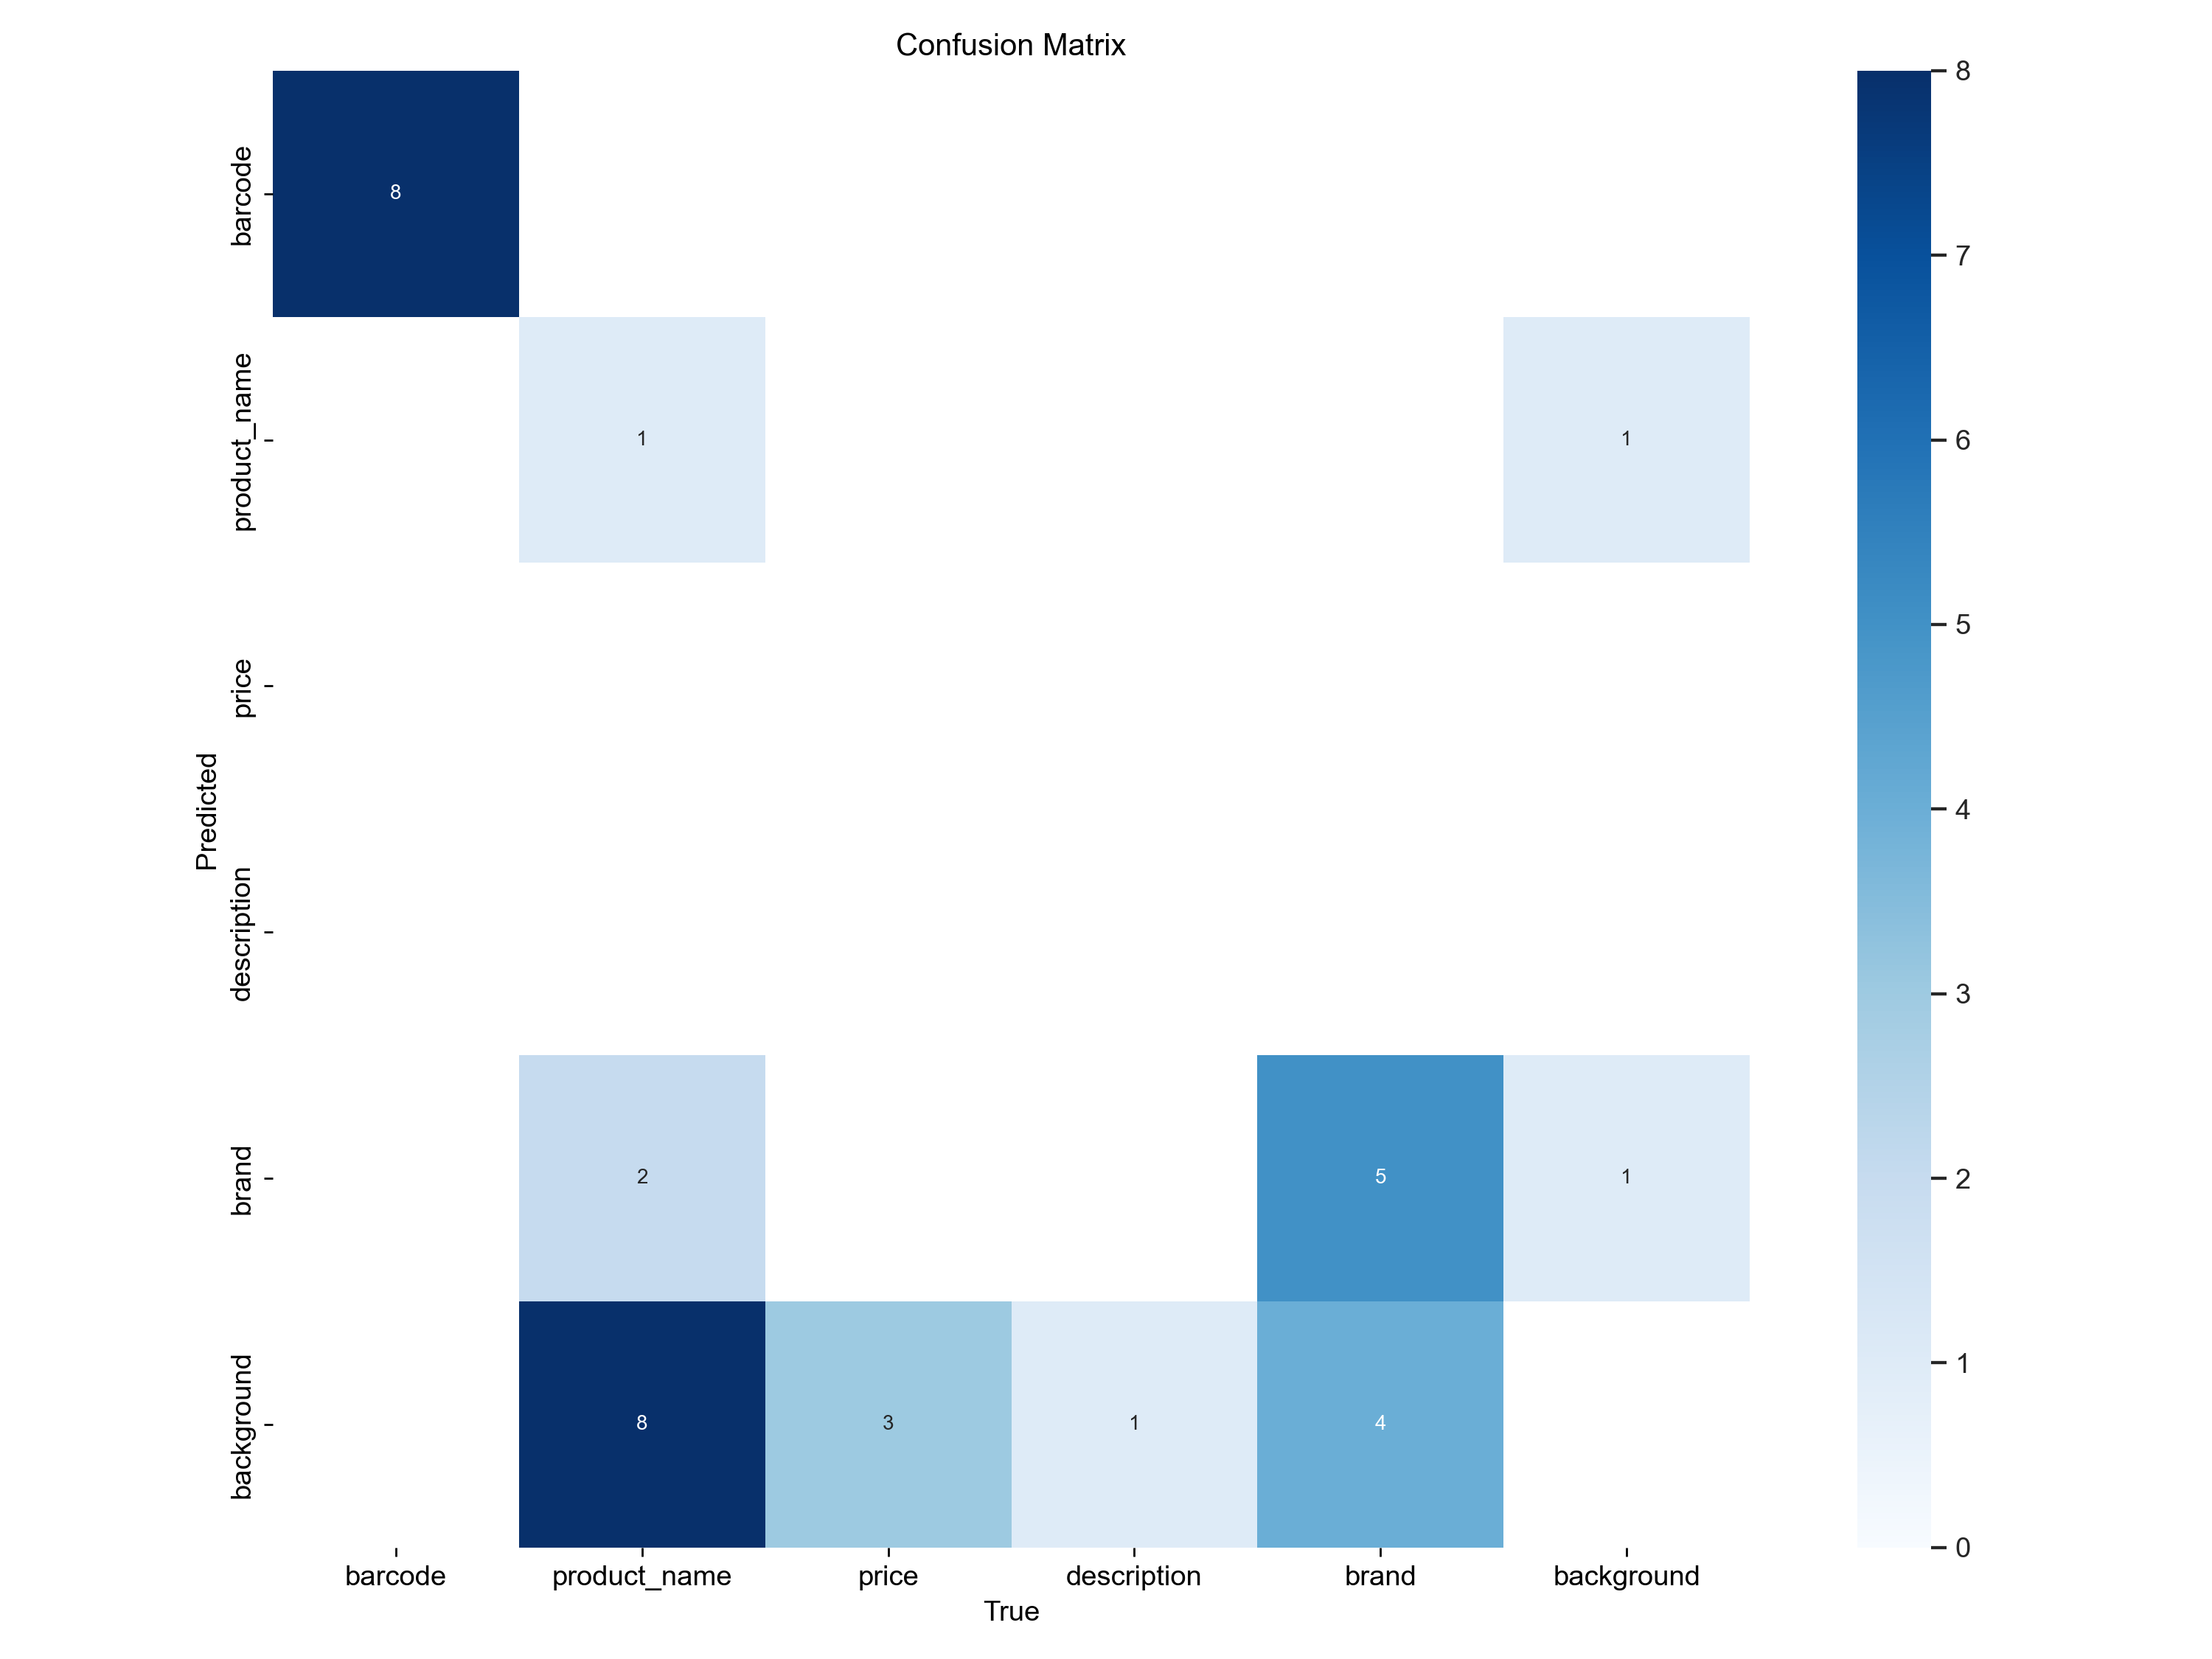 Confusion Matrix
barcode
product_name
price
description
brand
background
Predicted
8
1
1
2
5
1
8
3
1
4
barcode
product_name
price
description
brand
background
True
8
7
6
5
4
3
2
1
0